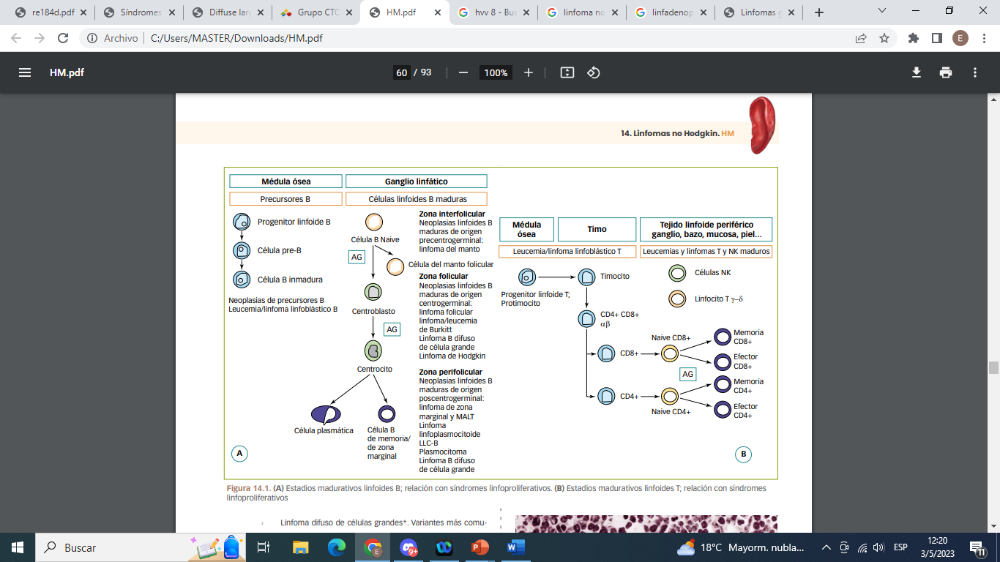 re184d.pdf
Síndromes
Diffuse lar
Grupo CTO
HM.pdf
hvv 8 - Bus
linfoma no
linfadenop
Linfomas g
Archivo
C:/Users/MASTER/Downloads/HM.pdf
E
HM.pdf
60 / 93
100%
14. Linfomas no Hodgkin. HM
Médula ósea
Ganglio linfático
Precursores B
Células linfoides B maduras
Progenitor linfoide B
Célula pre-B
Célula B inmadura
Neoplasias de precursores B
Leucemia/linfoma linfoblástico B
Célula B Naive
AG
Célula del manto folicular
Centroblasto
AG
Centrocito
Célula plasmática
Célula B
de memoria/
de zona
marginal
Zona interfolicular
Neoplasias linfoides B
maduras de origen
precentrogerminal:
linfoma del manto
Zona folicular
Neoplasias linfoides B
maduras de origen
centrogerminal:
linfoma folicular
linfoma/leucemia
de Burkitt
Linfoma B difuso
de célula grande
Linfoma de Hodgkin
Zona perifolicular
Neoplasias linfoides B
maduras de origen
poscentrogerminal:
linfoma de zona
marginal y MALT
Linfoma
linfoplasmocitoide
LLC-B
Plasmocitoma
Linfoma B difuso
de célula grande
A
Médula
ósea
Timo
Tejido linfoide periférico
ganglio, bazo, mucosa, piel...
Leucemia/linfoma linfoblástico T
Leucemias y linfomas T y NK maduros
Progenitor linfoide T;
Protimocito
Timocito
CD4+ CD8+
αβ
CD8+
CD4+
Células NK
Linfocito T γ–δ
Naive CD8+
AG
Naive CD4+
Memoria
CD8+
Efector
CD8+
Memoria
CD4+
Efector
CD4+
B
Figura 14.1. (A) Estadios madurativos linfoides B; relación con síndromes linfoproliferativos. (B) Estadios madurativos linfoides T; relación con síndromes
linfoproliferativos
› Linfoma difuso de células grandes*. Variantes más comu-
Buscar
9+
18°C Mayorm. nubla...
ESP
12:20
3/5/2023
11